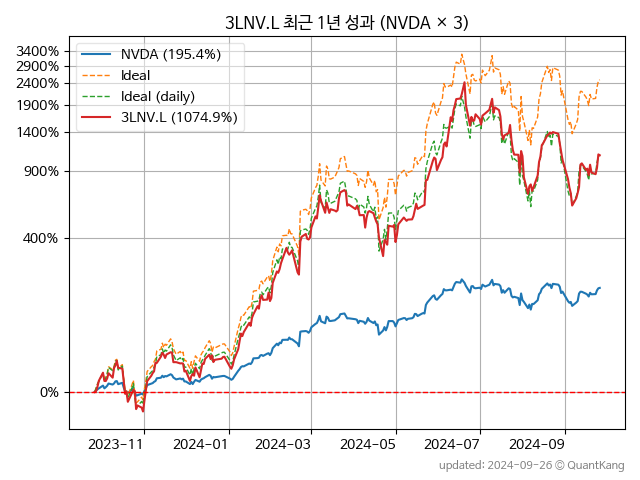 3LNV.L 최근 1년 성과 (NVDA × 3)
NVDA (195.4%)
Ideal
Ideal (daily)
3LNV.L (1074.9%)
3400%
2900%
2400%
1900%
1400%
900%
400%
0%
2023-11
2024-01
2024-03
2024-05
2024-07
2024-09
updated: 2024-09-26 © QuantKang